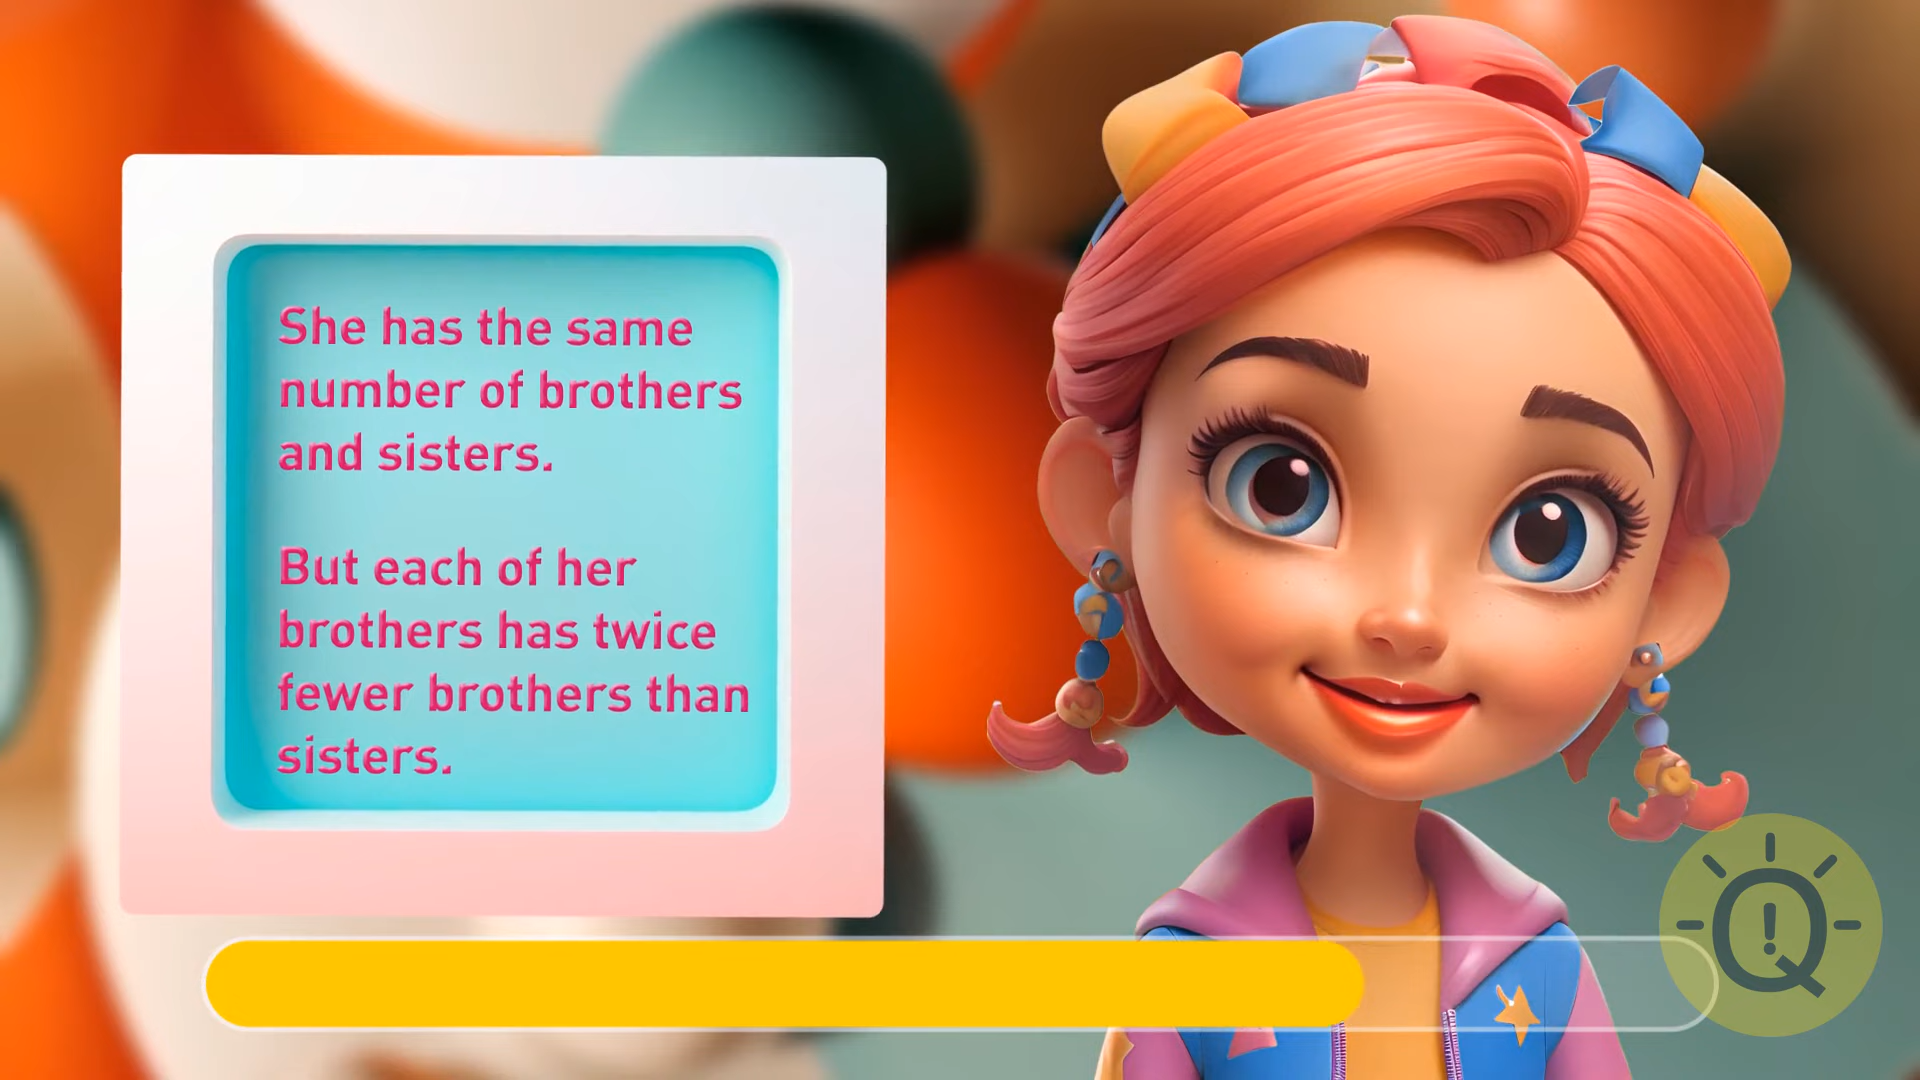 She has the same
number of brothers
and sisters.
But each of her
brothers has twice
fewer brothers than
sisters.
Q!